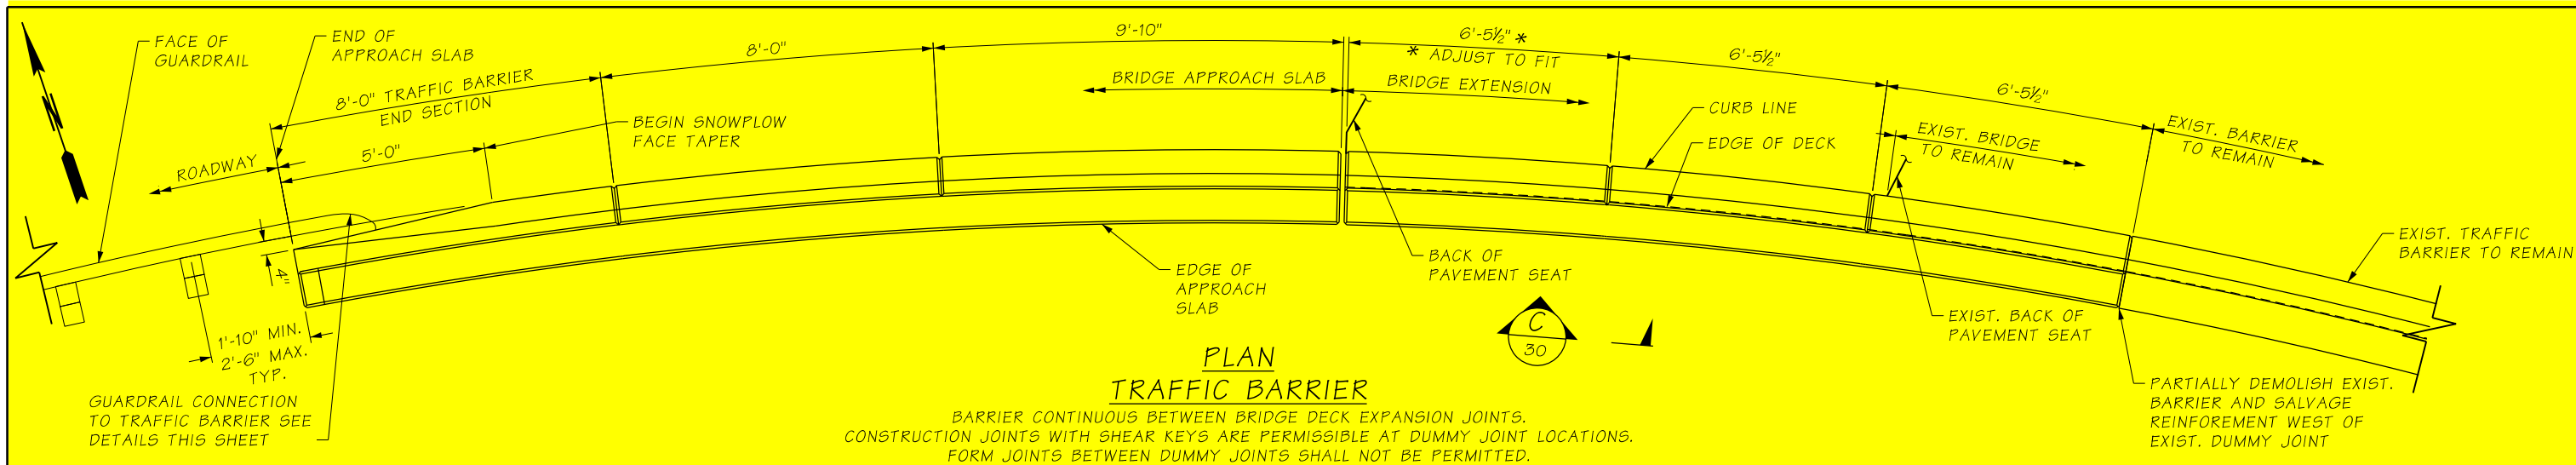 FACE OF
GUARDRAIL
END OF
APPROACH SLAB
8'-0" TRAFFIC BARRIER
END SECTION
8'-0"
9'-10"
6'-5½" *
* ADJUST TO FIT
6'-5½"
6'-5½"
BRIDGE APPROACH SLAB
BRIDGE EXTENSION
N
ROADWAY
5'-0"
BEGIN SNOWPLOW
FACE TAPER
CURB LINE
EDGE OF DECK
EXIST. BRIDGE
TO REMAIN
EXIST. BARRIER
TO REMAIN
4"
1'-10" MIN.
2'-6" MAX.
TYP.
EDGE OF
APPROACH
SLAB
BACK OF
PAVEMENT SEAT
EXIST. TRAFFIC
BARRIER TO REMAIN
EXIST. BACK OF
PAVEMENT SEAT
C
30
GUARDRAIL CONNECTION
TO TRAFFIC BARRIER SEE
DETAILS THIS SHEET
PARTIALLY DEMOLISH EXIST.
BARRIER AND SALVAGE
REINFOREMENT WEST OF
EXIST. DUMMY JOINT
PLAN
TRAFFIC BARRIER
BARRIER CONTINUOUS BETWEEN BRIDGE DECK EXPANSION JOINTS.
CONSTRUCTION JOINTS WITH SHEAR KEYS ARE PERMISSIBLE AT DUMMY JOINT LOCATIONS.
FORM JOINTS BETWEEN DUMMY JOINTS SHALL NOT BE PERMITTED.